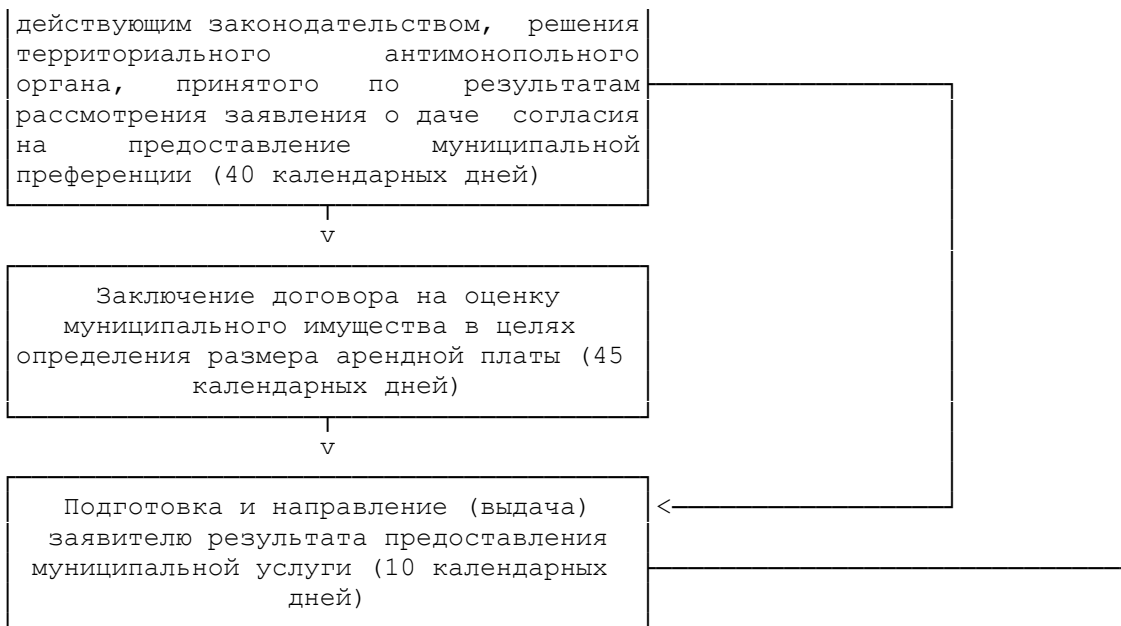 действующим законодательством, решения
территориального антимонопольного
органа, принятого по результатам
рассмотрения заявления о даче согласия
на предоставление муниципальной
преференции (40 календарных дней)
v
Заключение договора на оценку
муниципального имущества в целях
определения размера арендной платы (45
календарных дней)
v
Подготовка и направление (выдача)
заявителю результата предоставления
муниципальной услуги (10 календарных
дней)